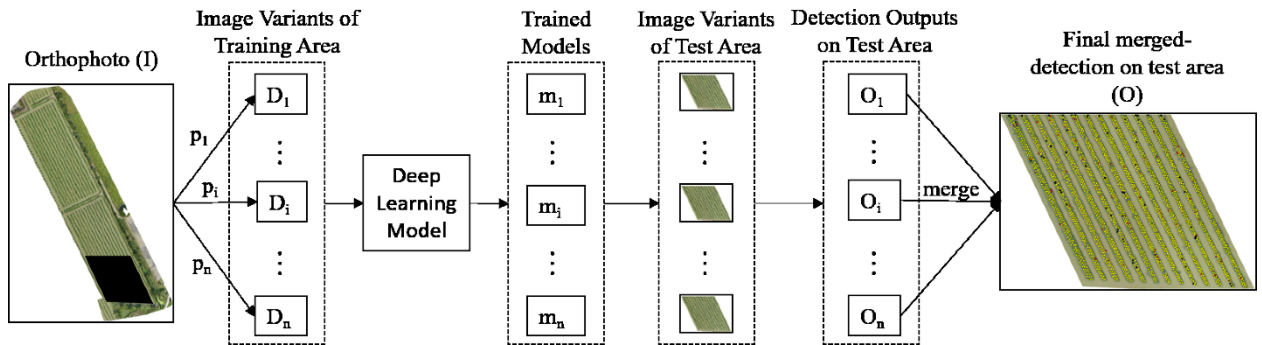 Orthophoto (I)
p₁
pᵢ
pₙ
Image Variants of
Training Area
D₁
⋮
Dᵢ
⋮
Dₙ
Deep
Learning
Model
Trained
Models
m₁
⋮
mᵢ
⋮
mₙ
Image Variants
of Test Area
⋮
⋮
Detection Outputs
on Test Area
O₁
⋮
Oᵢ
⋮
Oₙ
merge
Final merged-
detection on test area
(O)